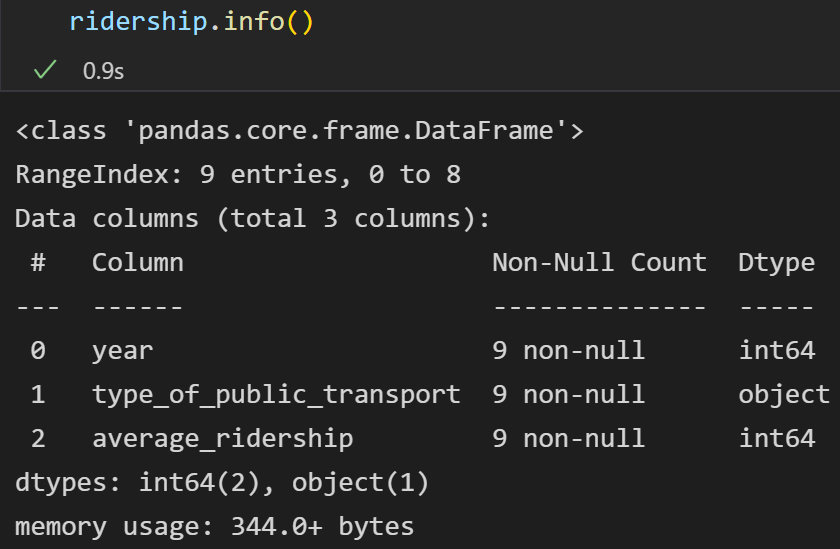 ridership.info()
0.9s
<class 'pandas.core.frame.DataFrame'>
RangeIndex: 9 entries, 0 to 8
Data columns (total 3 columns):
 #   Column                    Non-Null Count  Dtype
---  ------                    --------------  -----
 0   year                      9 non-null      int64
 1   type_of_public_transport  9 non-null      object
 2   average_ridership         9 non-null      int64
dtypes: int64(2), object(1)
memory usage: 344.0+ bytes